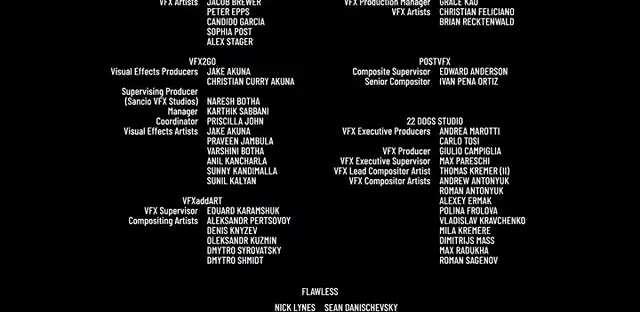 VFX Artists JACOB BREWER
PETER EPPS
CANDIDO GARCIA
SOPHIA POST
ALEX STAGER
VFX2GO
Visual Effects Producers JAKE AKUNA
CHRISTIAN CURRY AKUNA
Supervising Producer
(Sancio VFX Studios) NARESH BOTHA
Manager KARTHIK SABBANI
Coordinator PRISCILLA JOHN
Visual Effects Artists JAKE AKUNA
PRAVEEN JAMBULA
VARSHINI BOTHA
ANIL KANCHARLA
SUNNY KANDIMALLA
SUNIL KALYAN
VFXaddART
VFX Supervisor EDUARD KARAMSHUK
Compositing Artists ALEKSANDR PERTSOVOY
DENIS KNYZEV
OLEKSANDR KUZMIN
DMYTRO SYROVATSKY
DMYTRO SHMIDT
VFX Production Manager GRACE KAO
VFX Artists CHRISTIAN FELICIANO
BRIAN RECKTENWALD
POSTVFX
Composite Supervisor EDWARD ANDERSON
Senior Compositor IVAN PENA ORTIZ
22 DOGS STUDIO
VFX Executive Producers ANDREA MAROTTI
CARLO TOSI
VFX Producer GIULIO CAMPIGLIA
VFX Executive Supervisor MAX PARESCHI
VFX Lead Compositor Artist THOMAS KREMER (II)
VFX Compositor Artists ANDREW ANTONYUK
ROMAN ANTONYUK
ALEXEY ERMAK
POLINA FROLOVA
VLADISLAV KRAVCHENKO
MILA KREMERE
DIMITRIJS MASS
MAX RADUKHA
ROMAN SAGENOV
FLAWLESS
NICK LYNES SEAN DANISCHEVSKY